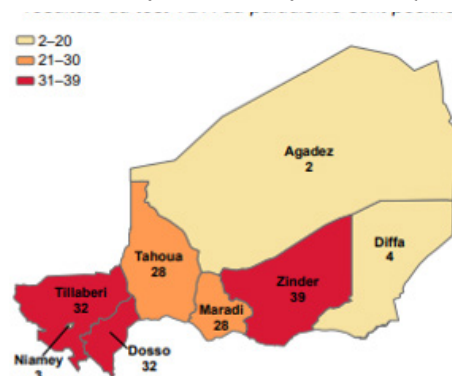 2–20
21–30
31–39
Agadez
2
Diffa
4
Tahoua
28
Zinder
39
Tillaberi
32
Maradi
28
Niamey
3
Dosso
32